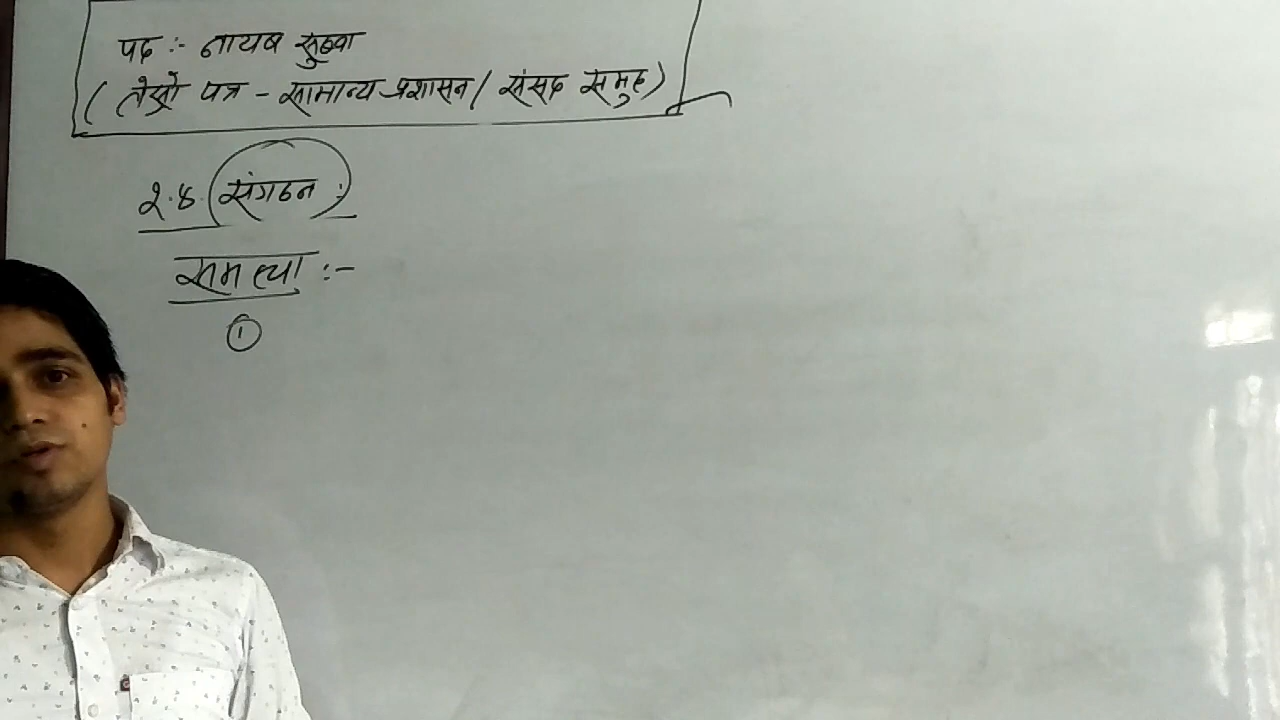 पद :- नायब सुब्वा
( तेस्रो पत्र - सामान्य प्रशासन / संसद समुह )
२.४. संगठन :-
समस्या :-
①